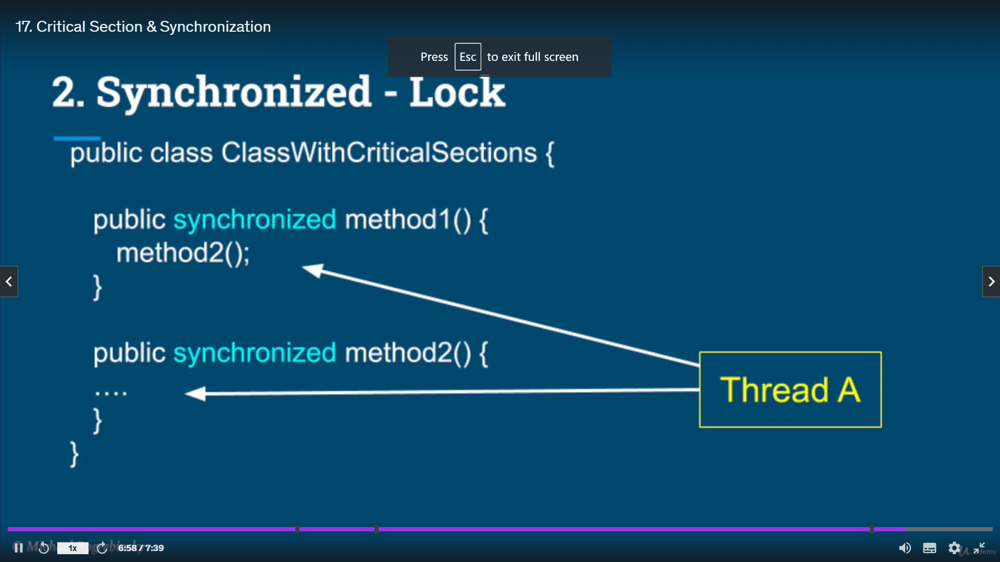 17. Critical Section & Synchronization
Press Esc to exit full screen
2. Synchronized - Lock
public class ClassWithCriticalSections {
public synchronized method1() {
method2();
}
public synchronized method2() {
....
}
}
Thread A
1x
6:58 / 7:39